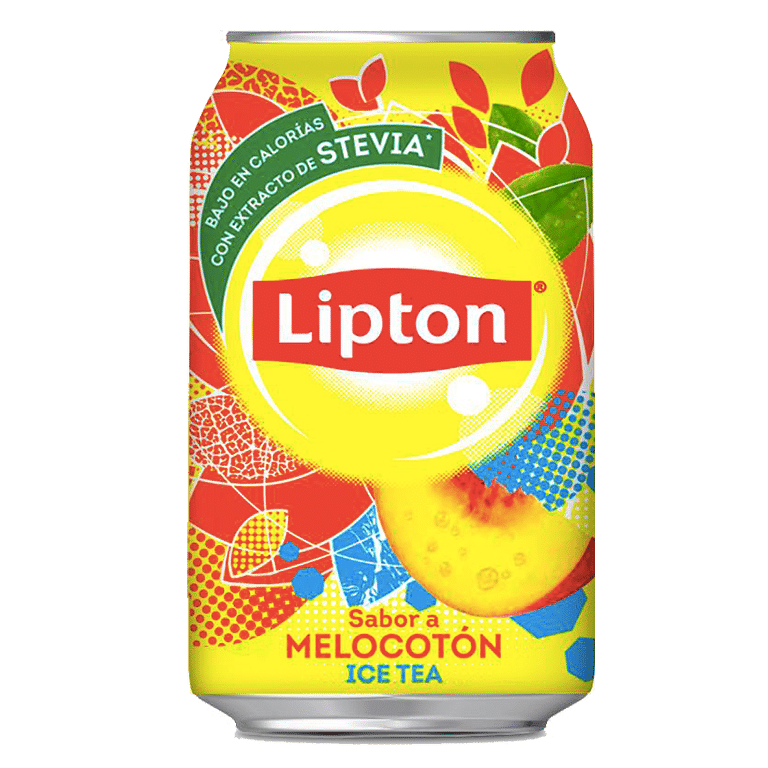 BAJO EN CALORÍAS
CON EXTRACTO DE STEVIA*
Lipton®
Sabor a
MELOCOTÓN
ICE TEA